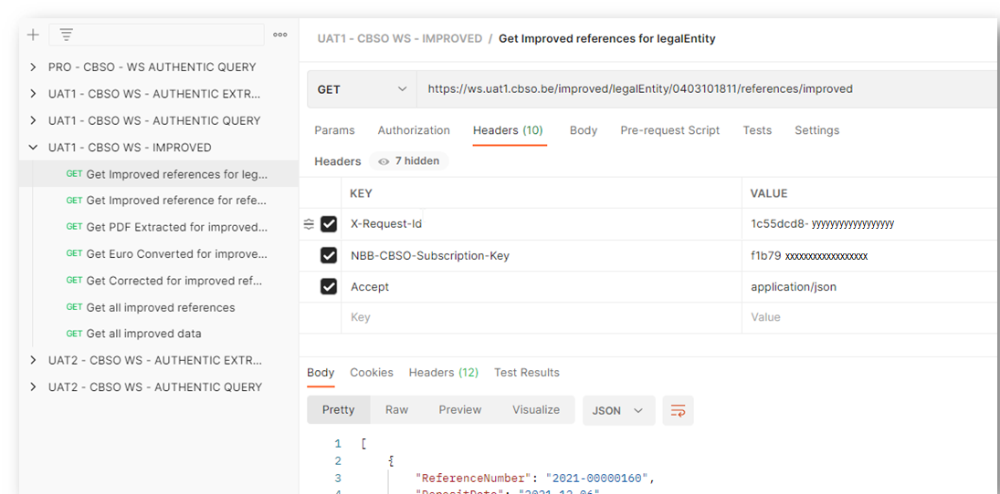 UAT1 - CBSO WS - IMPROVED / Get Improved references for legalEntity
PRO - CBSO - WS AUTHENTIC QUERY
UAT1 - CBSO WS - AUTHENTIC EXTR...
UAT1 - CBSO WS - AUTHENTIC QUERY
UAT1 - CBSO WS - IMPROVED
GET Get Improved references for leg...
GET Get Improved reference for refe...
GET Get PDF Extracted for improved...
GET Get Euro Converted for improve...
GET Get Corrected for improved ref...
GET Get all improved references
GET Get all improved data
UAT2 - CBSO WS - AUTHENTIC EXTR...
UAT2 - CBSO WS - AUTHENTIC QUERY
GET https://ws.uat1.cbso.be/improved/legalEntity/0403101811/references/improved
Params Authorization Headers (10) Body Pre-request Script Tests Settings
Headers 7 hidden
KEY VALUE
X-Request-Id 1c55dcd8- yyyyyyyyyyyyyyyyyy
NBB-CBSO-Subscription-Key f1b79 xxxxxxxxxxxxxxxxxx
Accept application/json
Key Value
Body Cookies Headers (12) Test Results
Pretty Raw Preview Visualize JSON
1 [
2 {
3 "ReferenceNumber": "2021-00000160",
4 "DepositDate": "2021-12-06"